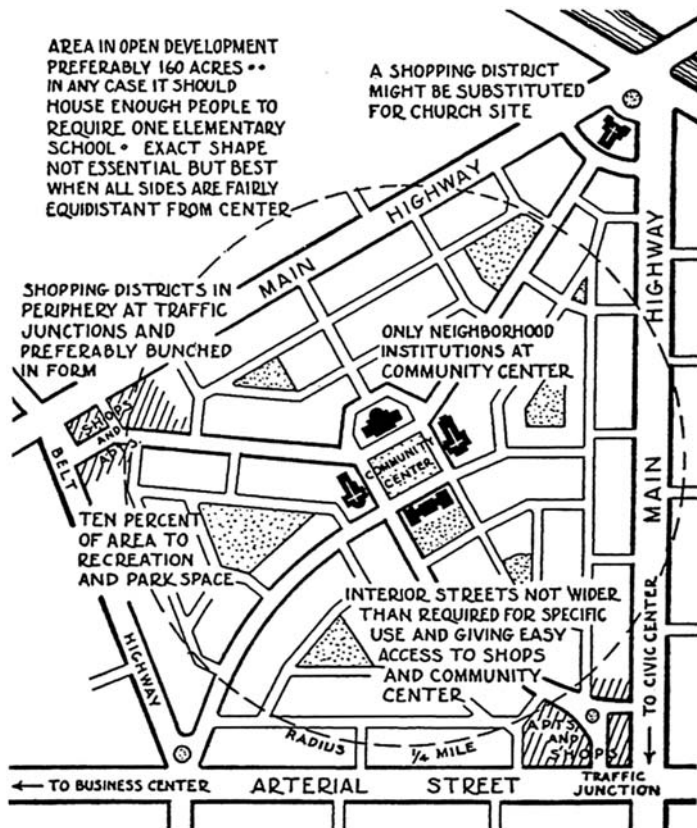 AREA IN OPEN DEVELOPMENT
PREFERABLY 160 ACRES ••
IN ANY CASE IT SHOULD
HOUSE ENOUGH PEOPLE TO
REQUIRE ONE ELEMENTARY
SCHOOL • EXACT SHAPE
NOT ESSENTIAL BUT BEST
WHEN ALL SIDES ARE FAIRLY
EQUIDISTANT FROM CENTER
A SHOPPING DISTRICT
MIGHT BE SUBSTITUTED
FOR CHURCH SITE
MAIN HIGHWAY
SHOPPING DISTRICTS IN
PERIPHERY AT TRAFFIC
JUNCTIONS AND
PREFERABLY BUNCHED
IN FORM
ONLY NEIGHBORHOOD
INSTITUTIONS AT
COMMUNITY CENTER
MAIN HIGHWAY
SHOPS
AND
APTS.
BELT HIGHWAY
COMMUNITY
CENTER
TEN PERCENT
OF AREA TO
RECREATION
AND PARK SPACE
INTERIOR STREETS NOT WIDER
THAN REQUIRED FOR SPECIFIC
USE AND GIVING EASY
ACCESS TO SHOPS
AND COMMUNITY
CENTER
TO CIVIC CENTER
APTS.
AND
SHOPS
RADIUS ¼ MILE
TO BUSINESS CENTER
ARTERIAL STREET
TRAFFIC
JUNCTION